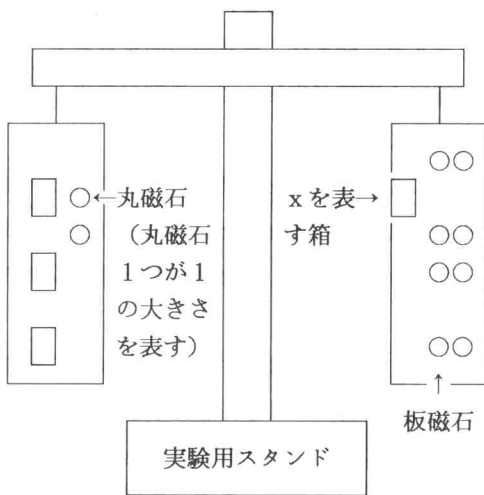 ←丸磁石
（丸磁石
１つが１
の大きさ
を表す）
ｘを表→
す箱
↑
板磁石
実験用スタンド